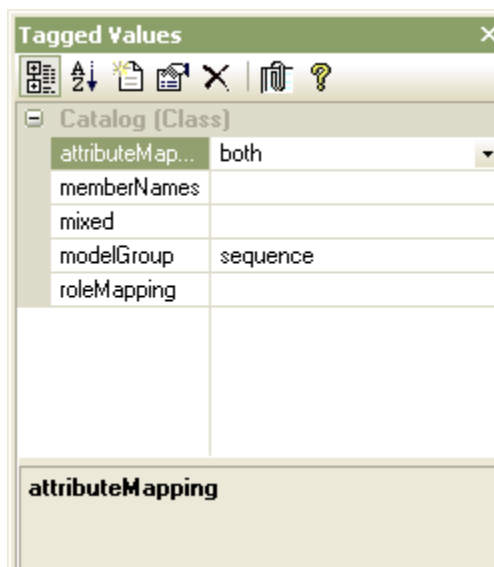 Tagged Values
Catalog (Class)
attributeMap... both
memberNames
mixed
modelGroup sequence
roleMapping
attributeMapping